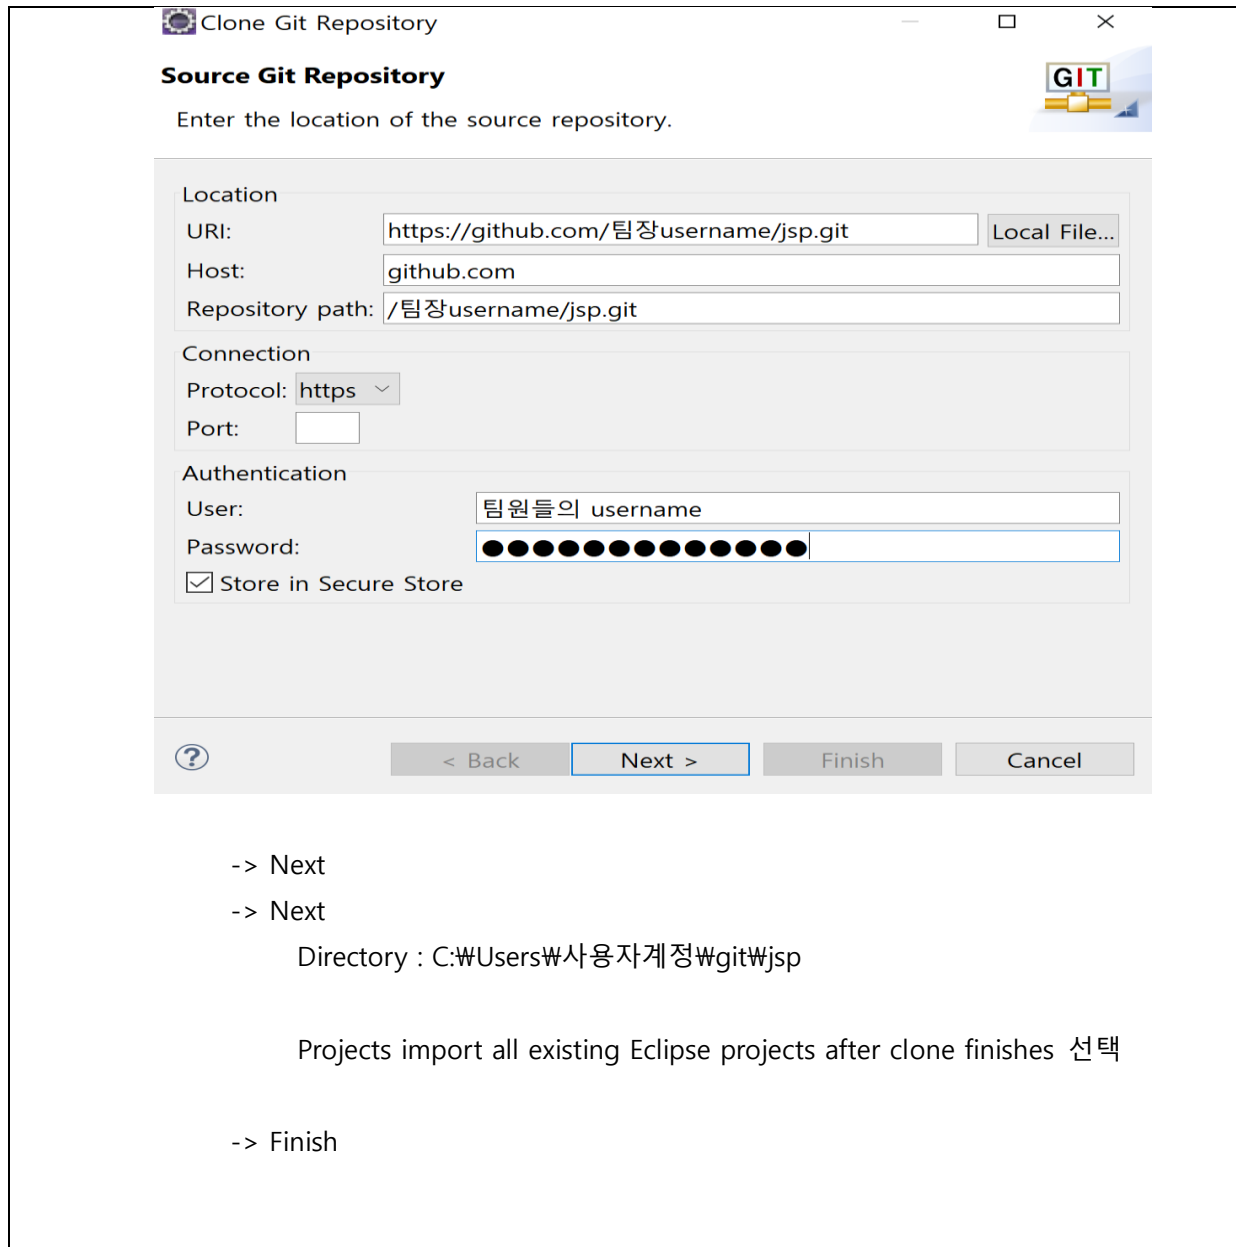 Clone Git Repository
Source Git Repository
GIT
Enter the location of the source repository.
Location
URI: https://github.com/팀장username/jsp.git Local File...
Host: github.com
Repository path: /팀장username/jsp.git
Connection
Protocol: https
Port:
Authentication
User: 팀원들의 username
Password: ●●●●●●●●●●●●●
Store in Secure Store
? < Back Next > Finish Cancel
-> Next
-> Next
Directory : C:₩Users₩사용자계정₩git₩jsp
Projects import all existing Eclipse projects after clone finishes 선택
-> Finish